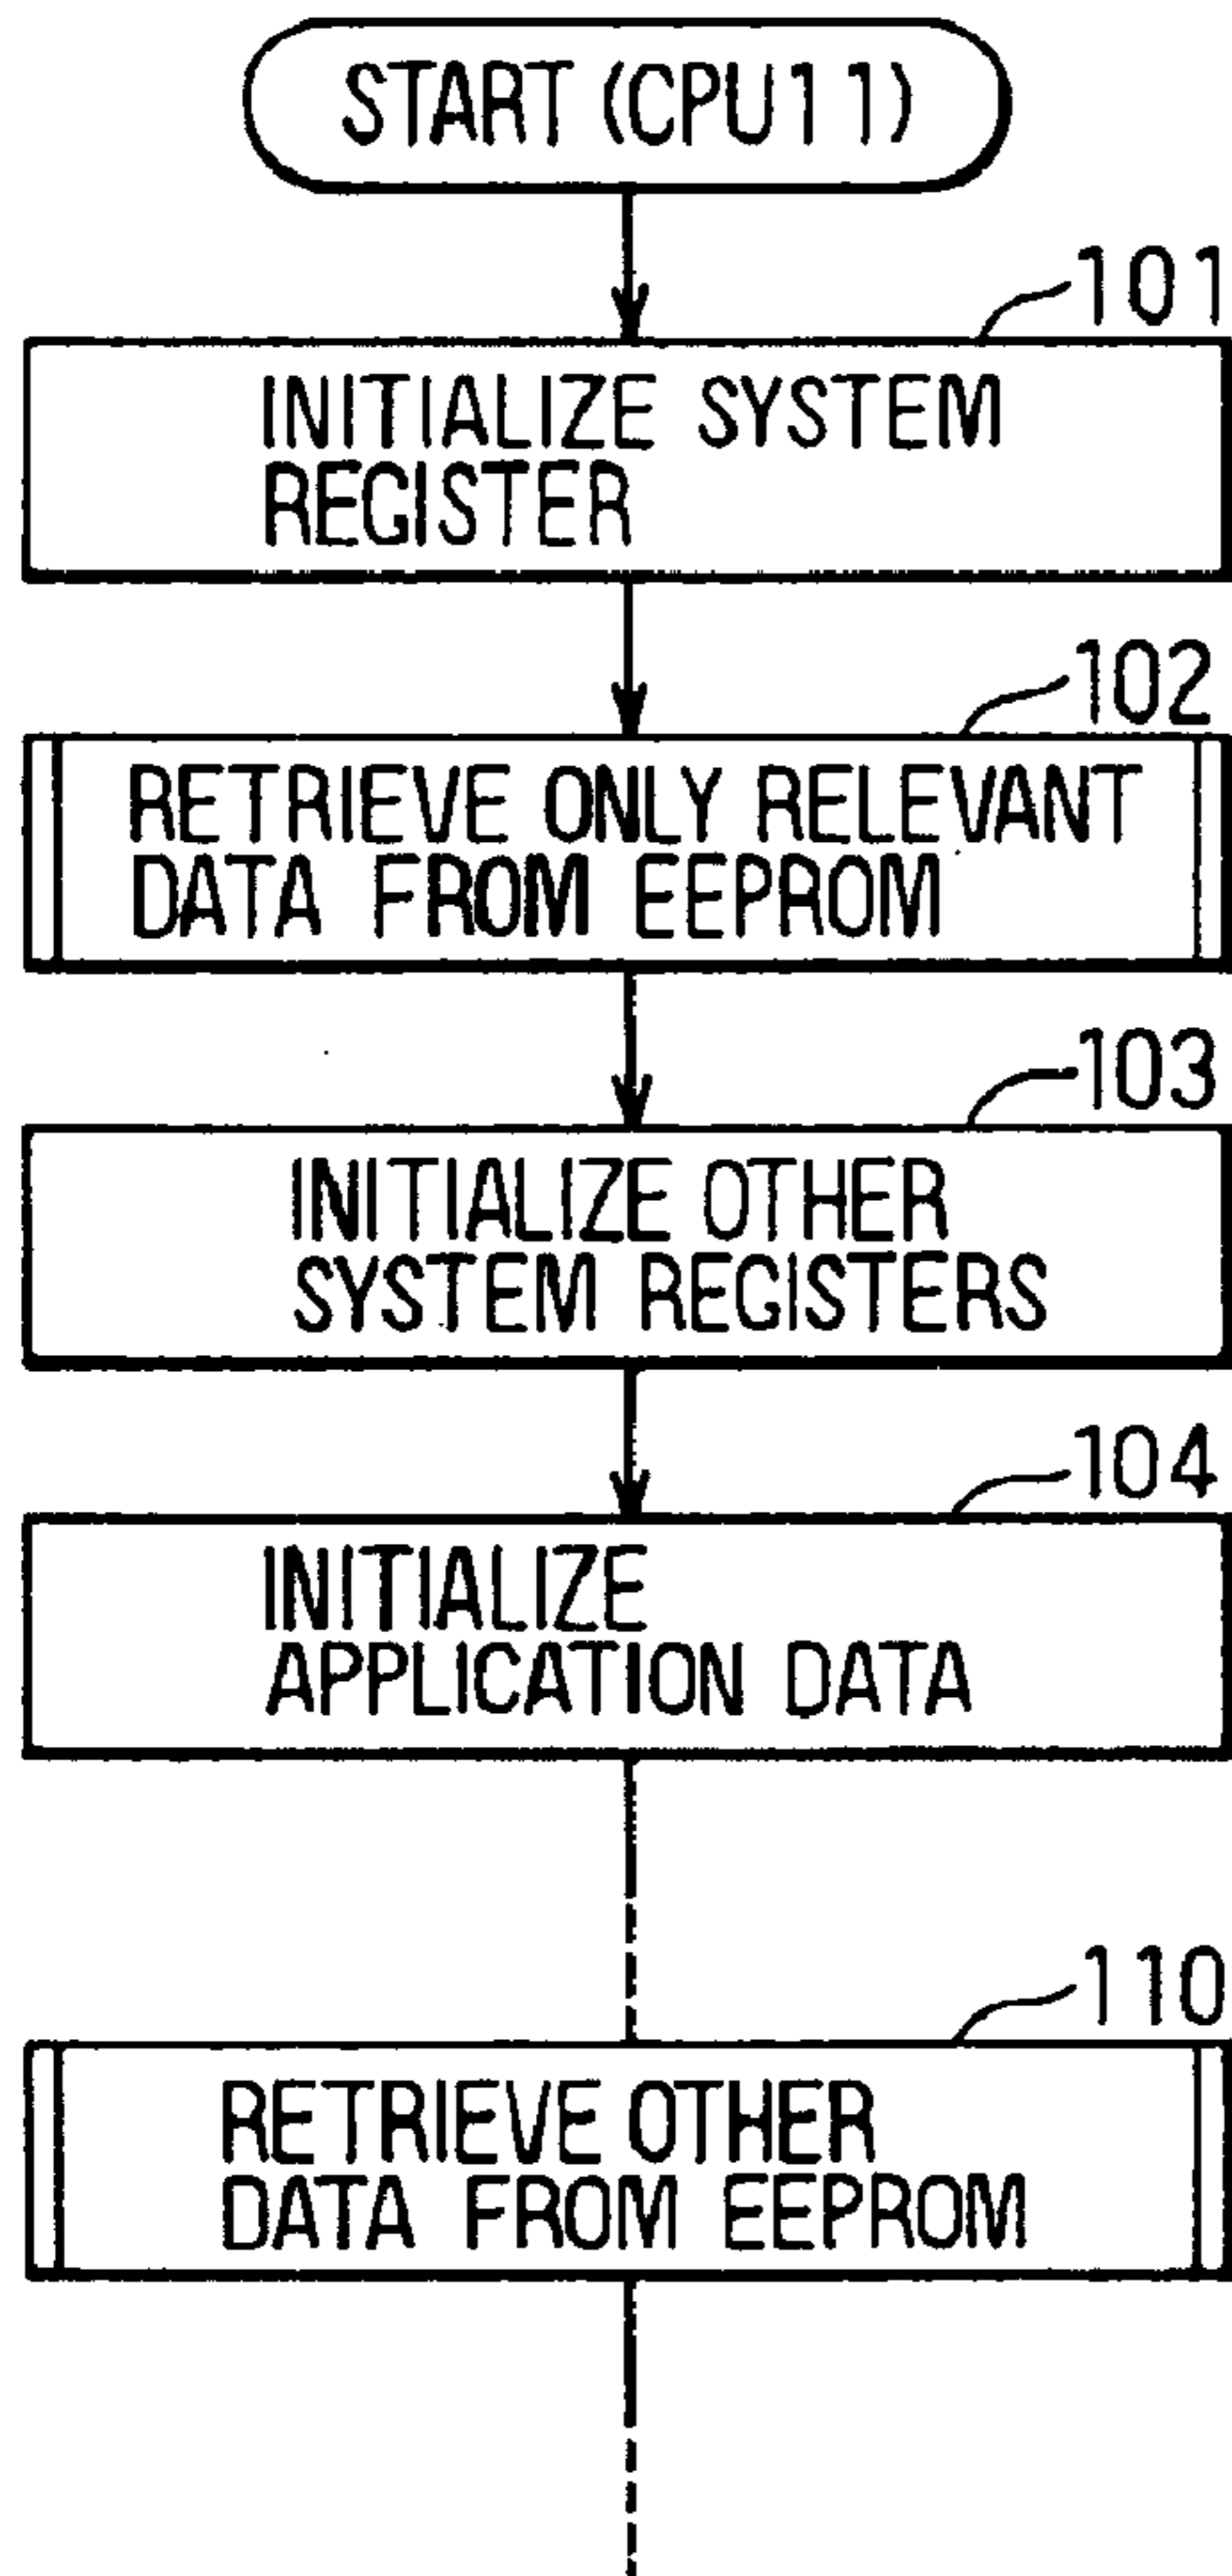 START (CPU11)
101
INITIALIZE SYSTEM
REGISTER
102
RETRIEVE ONLY RELEVANT
DATA FROM EEPROM
103
INITIALIZE OTHER
SYSTEM REGISTERS
104
INITIALIZE
APPLICATION DATA
110
RETRIEVE OTHER
DATA FROM EEPROM